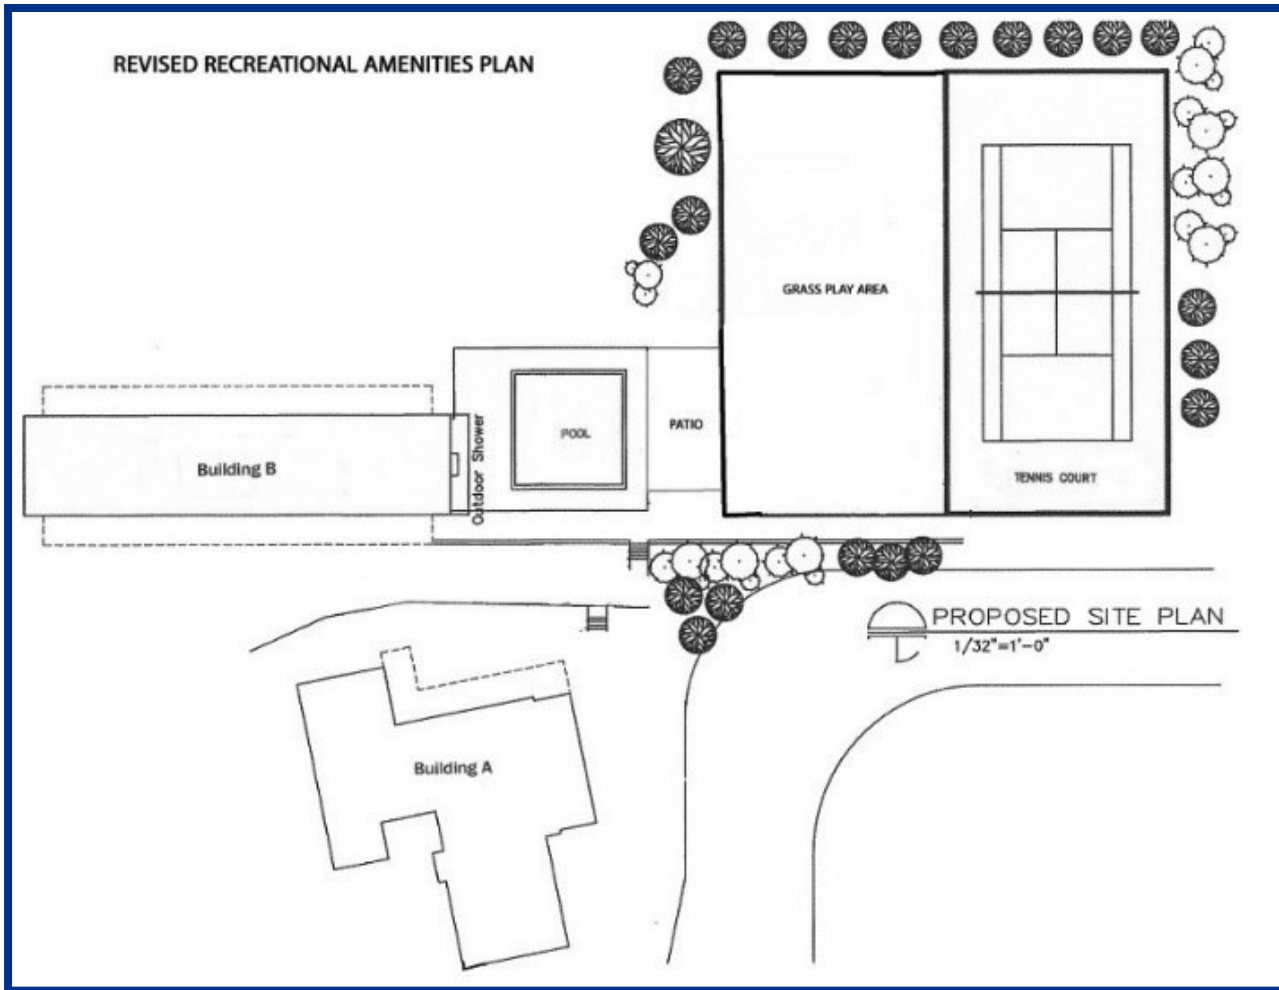 REVISED RECREATIONAL AMENITIES PLAN
GRASS PLAY AREA
TENNIS COURT
PATIO
POOL
Outdoor Shower
Building B
PROPOSED SITE PLAN
1/32"=1'-0"
Building A